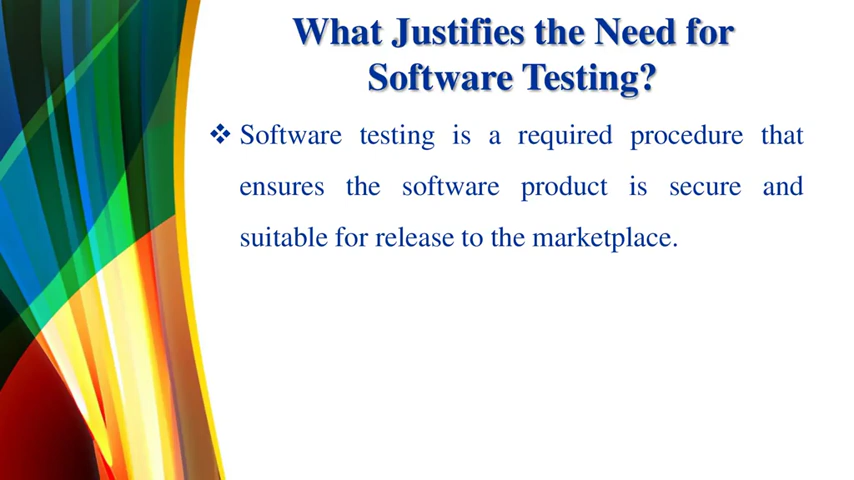 What Justifies the Need for
Software Testing?
❖ Software testing is a required procedure that
ensures the software product is secure and
suitable for release to the marketplace.